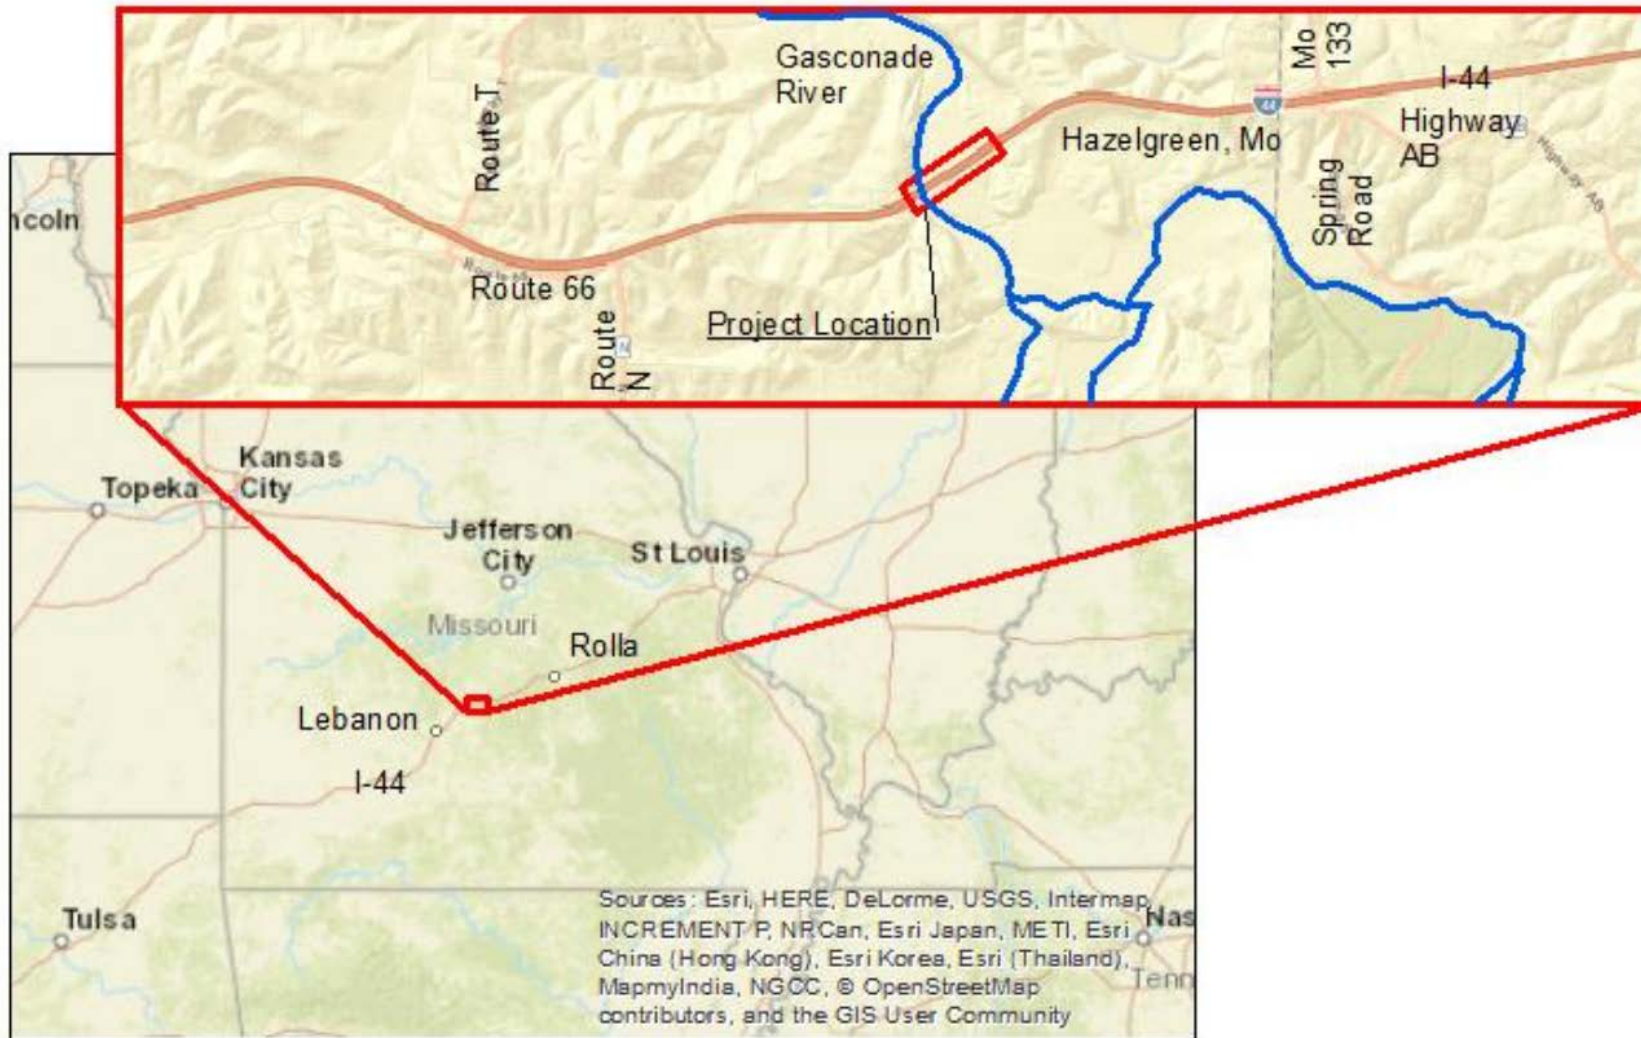 Gasconade
River
Mo
133
I-44
Route T
44
Hazelgreen, Mo
Highway
AB
Highway AB
Spring
Road
Route 66
Project Location
Route
N
N
ncoln
Kansas
City
Topeka
Jefferson
City
St Louis
Missouri
Rolla
Lebanon
I-44
Tulsa
Nas
Tenn
Sources: Esri, HERE, DeLorme, USGS, Intermap,
INCREMENT P, NRCan, Esri Japan, METI, Esri
China (Hong Kong), Esri Korea, Esri (Thailand),
MapmyIndia, NGCC, © OpenStreetMap
contributors, and the GIS User Community